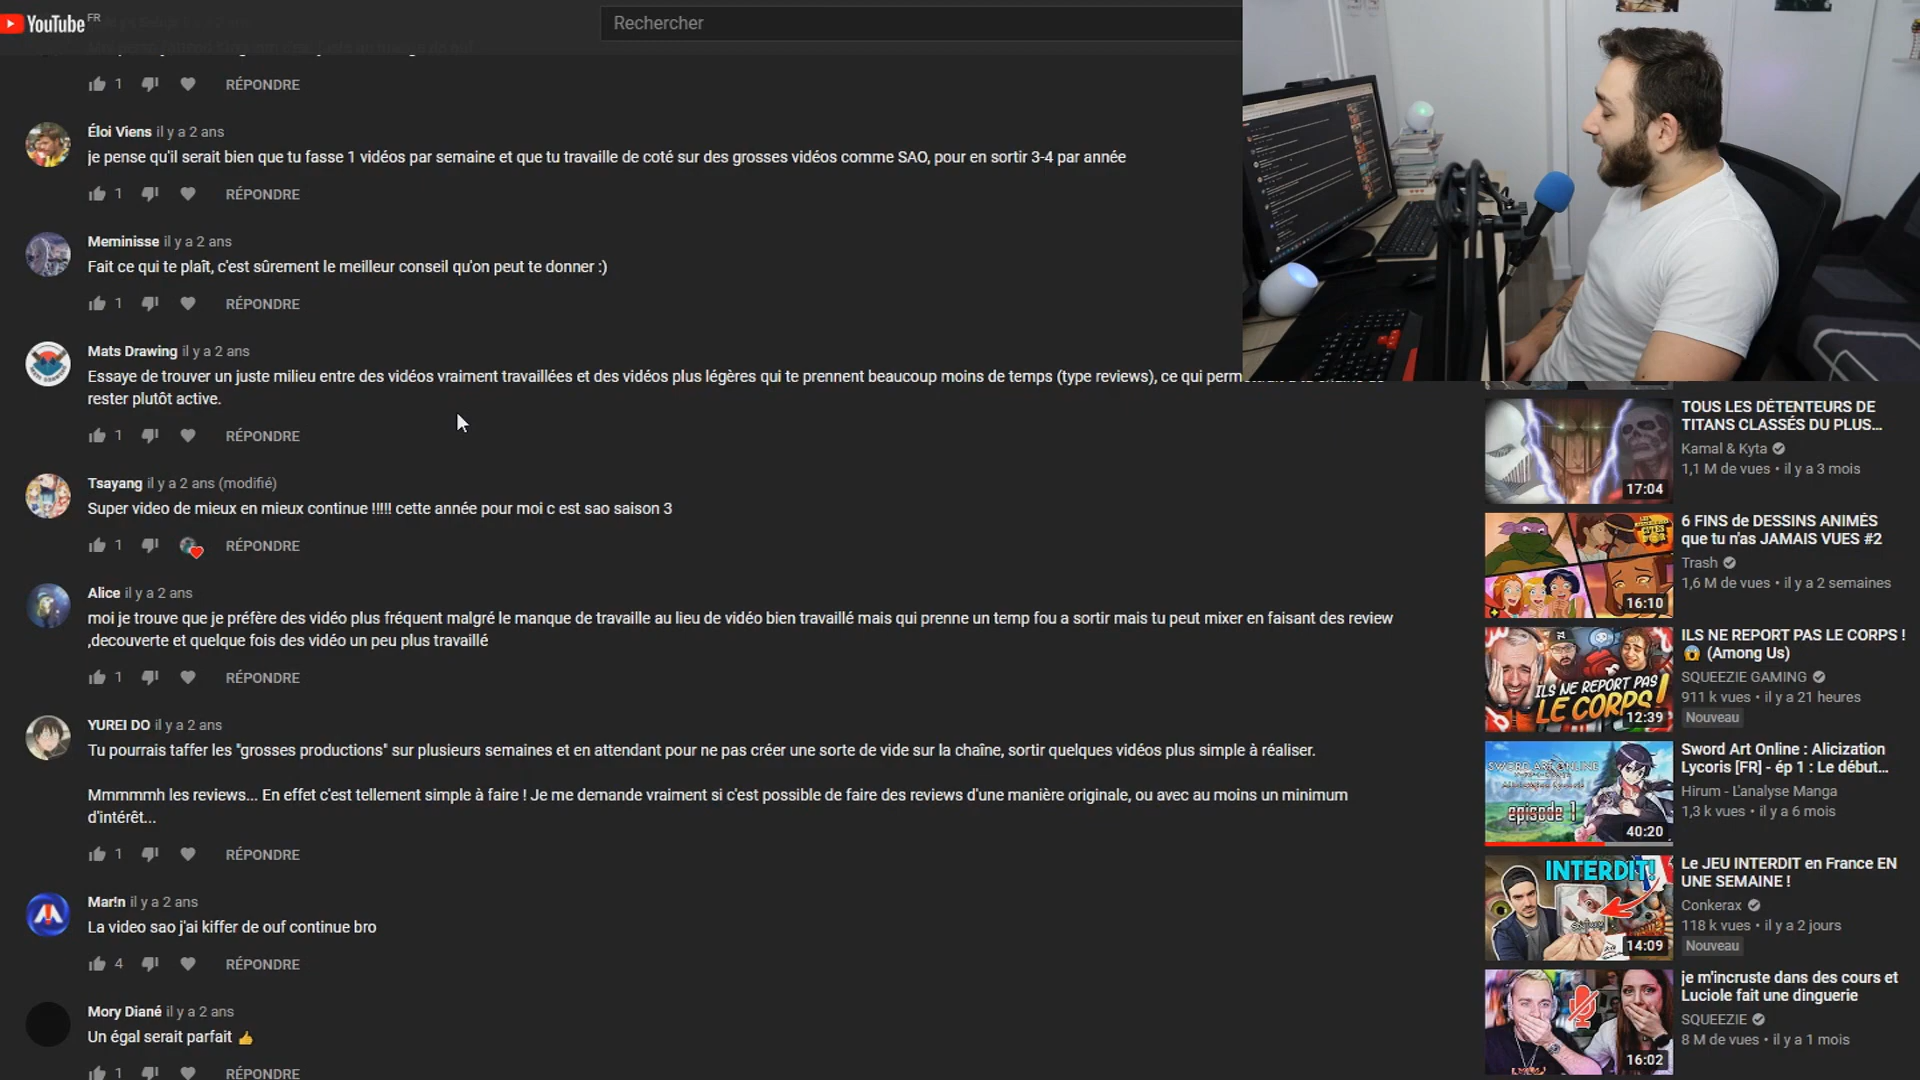 YouTube FR
Rechercher
1 RÉPONDRE
Éloi Viens il y a 2 ans
je pense qu'il serait bien que tu fasse 1 vidéos par semaine et que tu travaille de coté sur des grosses vidéos comme SAO, pour en sortir 3-4 par année
1 RÉPONDRE
Meminisse il y a 2 ans
Fait ce qui te plaît, c'est sûrement le meilleur conseil qu'on peut te donner :)
1 RÉPONDRE
Mats Drawing il y a 2 ans
Essaye de trouver un juste milieu entre des vidéos vraiment travaillées et des vidéos plus légères qui te prennent beaucoup moins de temps (type reviews), ce qui
rester plutôt active.
1 RÉPONDRE
Tsayang il y a 2 ans (modifié)
Super video de mieux en mieux continue !!!!! cette année pour moi c est sao saison 3
1 RÉPONDRE
Alice il y a 2 ans
moi je trouve que je préfère des vidéo plus fréquent malgré le manque de travaille au lieu de vidéo bien travaillé mais qui prenne un temp fou a sortir mais tu peut mixer en faisant des review
,decouverte et quelque fois des vidéo un peu plus travaillé
1 RÉPONDRE
YUREI DO il y a 2 ans
Tu pourrais taffer les "grosses productions" sur plusieurs semaines et en attendant pour ne pas créer une sorte de vide sur la chaîne, sortir quelques vidéos plus simple à réaliser.
Mmmmmh les reviews... En effet c'est tellement simple à faire ! Je me demande vraiment si c'est possible de faire des reviews d'une manière originale, ou avec au moins un minimum
d'intérêt...
1 RÉPONDRE
Mar!n il y a 2 ans
La video sao j'ai kiffer de ouf continue bro
4 RÉPONDRE
Mory Diané il y a 2 ans
Un égal serait parfait 👍
1 RÉPONDRE
17:04
TOUS LES DÉTENTEURS DE
TITANS CLASSÉS DU PLUS...
Kamal & Kyta
1,1 M de vues • il y a 3 mois
16:10
6 FINS de DESSINS ANIMÉS
que tu n'as JAMAIS VUES #2
Trash
1,6 M de vues • il y a 2 semaines
ILS NE REPORT PAS
LE CORPS !
12:39
ILS NE REPORT PAS LE CORPS !
😱 (Among Us)
SQUEEZIE GAMING
911 k vues • il y a 21 heures
Nouveau
SWORD ART ONLINE
episode 1
40:20
Sword Art Online : Alicization
Lycoris [FR] - ép 1 : Le début...
Hirum - L'analyse Manga
1,3 k vues • il y a 6 mois
INTERDIT!
14:09
Le JEU INTERDIT en France EN
UNE SEMAINE !
Conkerax
118 k vues • il y a 2 jours
Nouveau
16:02
je m'incruste dans des cours et
Luciole fait une dinguerie
SQUEEZIE
8 M de vues • il y a 1 mois